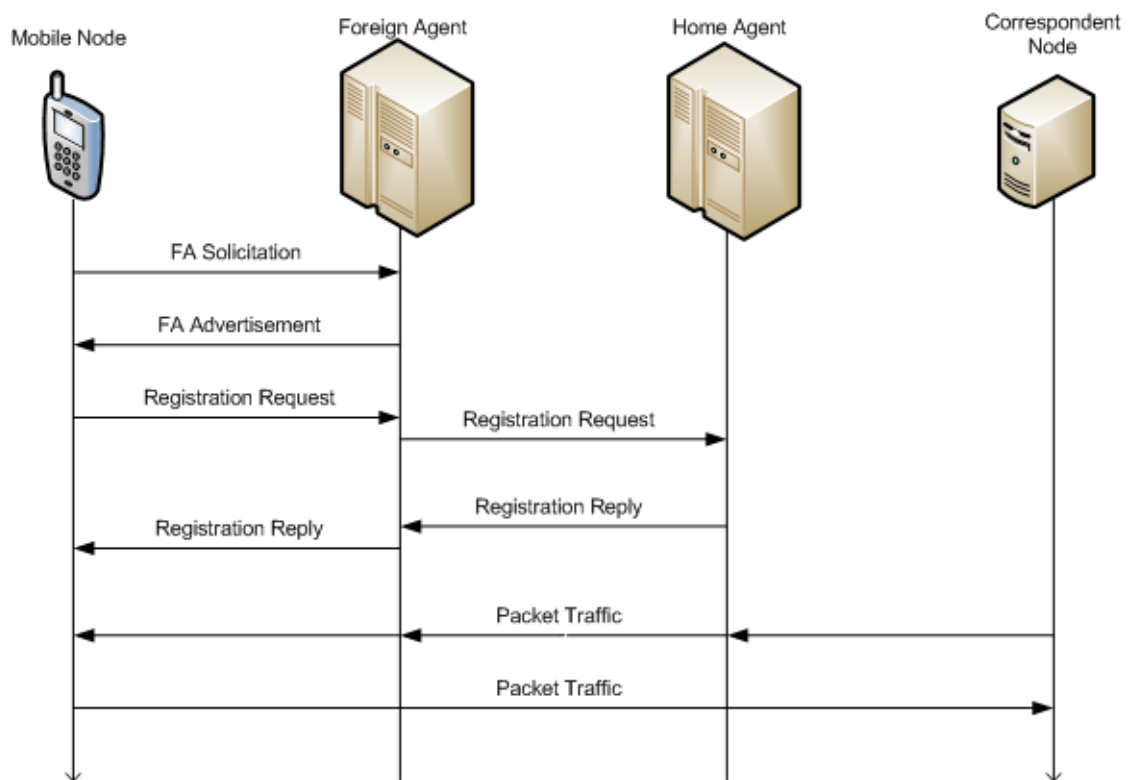 Mobile Node
Foreign Agent
Home Agent
Correspondent
Node
FA Solicitation
FA Advertisement
Registration Request
Registration Request
Registration Reply
Registration Reply
Packet Traffic
Packet Traffic